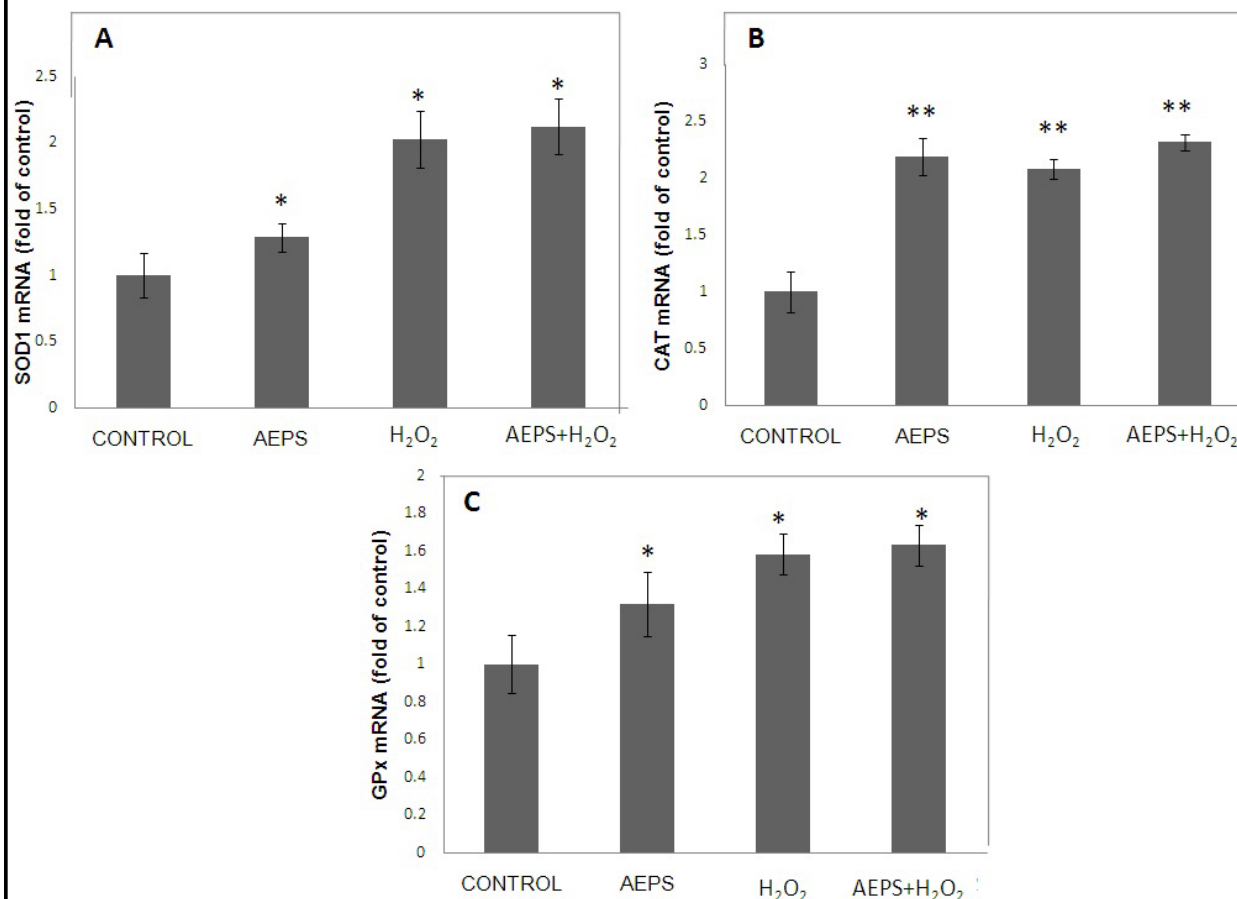 A
SOD1 mRNA (fold of control)
2.5
2
1.5
1
0.5
0
*
*
*
CONTROL
AEPS
H₂O₂
AEPS+H₂O₂
B
CAT mRNA (fold of control)
3
2.5
2
1.5
1
0.5
0
**
**
**
CONTROL
AEPS
H₂O₂
AEPS+H₂O₂
C
GPx mRNA (fold of control)
2
1.8
1.6
1.4
1.2
1
0.8
0.6
0.4
0.2
0
*
*
*
CONTROL
AEPS
H₂O₂
AEPS+H₂O₂